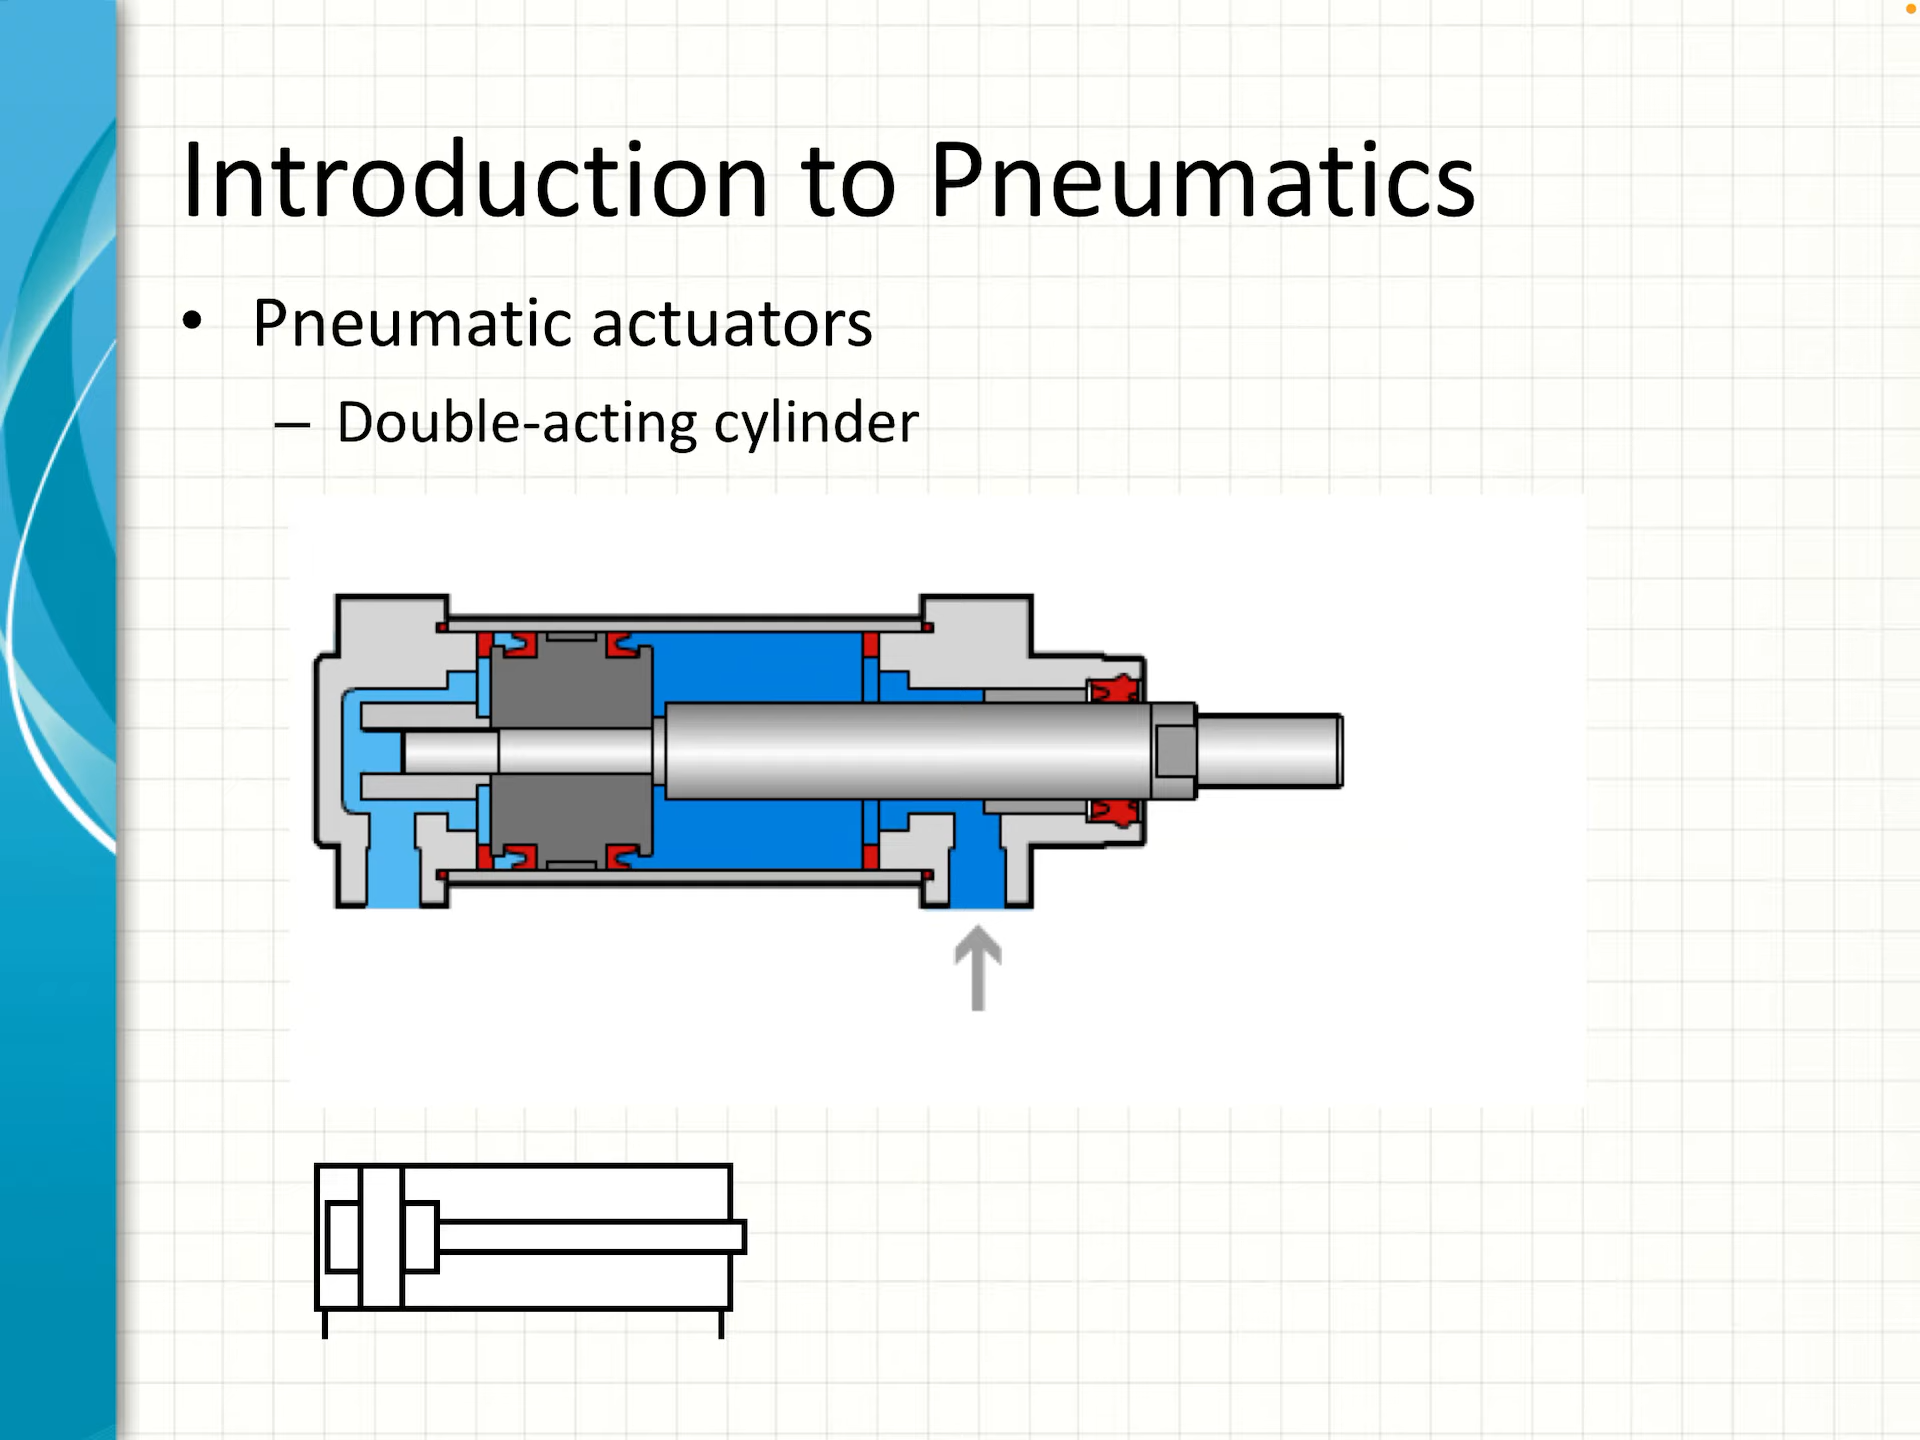 Introduction to Pneumatics
• Pneumatic actuators
– Double-acting cylinder